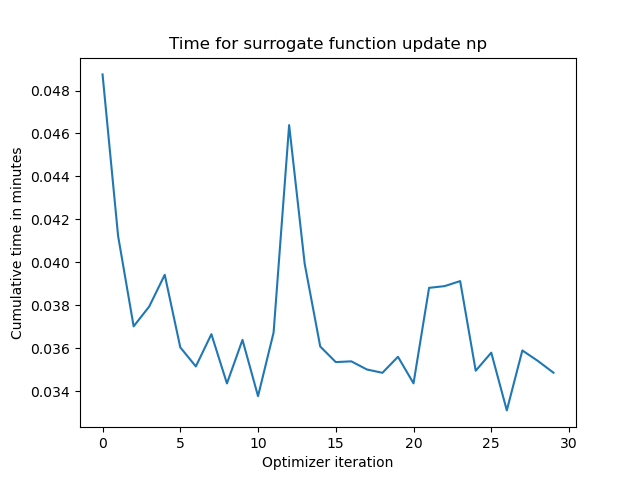 Time for surrogate function update np
Cumulative time in minutes
0.048
0.046
0.044
0.042
0.040
0.038
0.036
0.034
0 5 10 15 20 25 30
Optimizer iteration